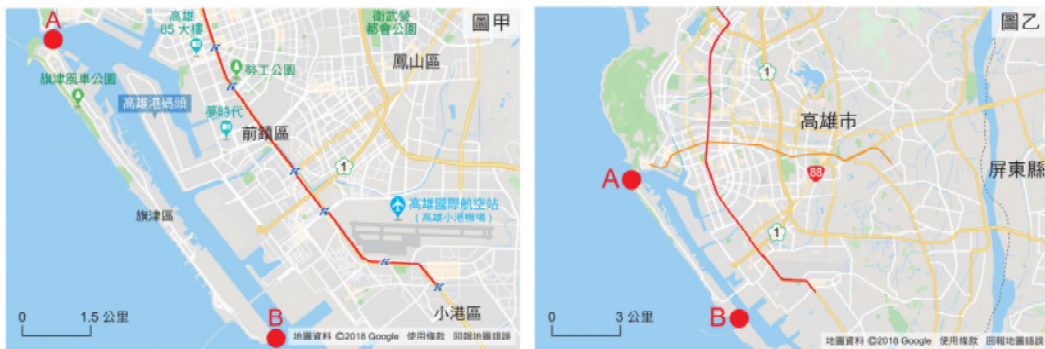 圖甲
A
高雄
85 大樓
衛武營
都會公園
鳳山區
勞工公園
旗津風車公園
高雄港碼頭
夢時代
前鎮區
1
高雄國際航空站
(高雄小港機場)
旗津區
小港區
B
0 1.5 公里
地圖資料 ©2018 Google 使用條款 回報地圖錯誤
圖乙
1
高雄市
屏東縣
A
88
1
B
0 3 公里
地圖資料 ©2018 Google 使用條款 回報地圖錯誤